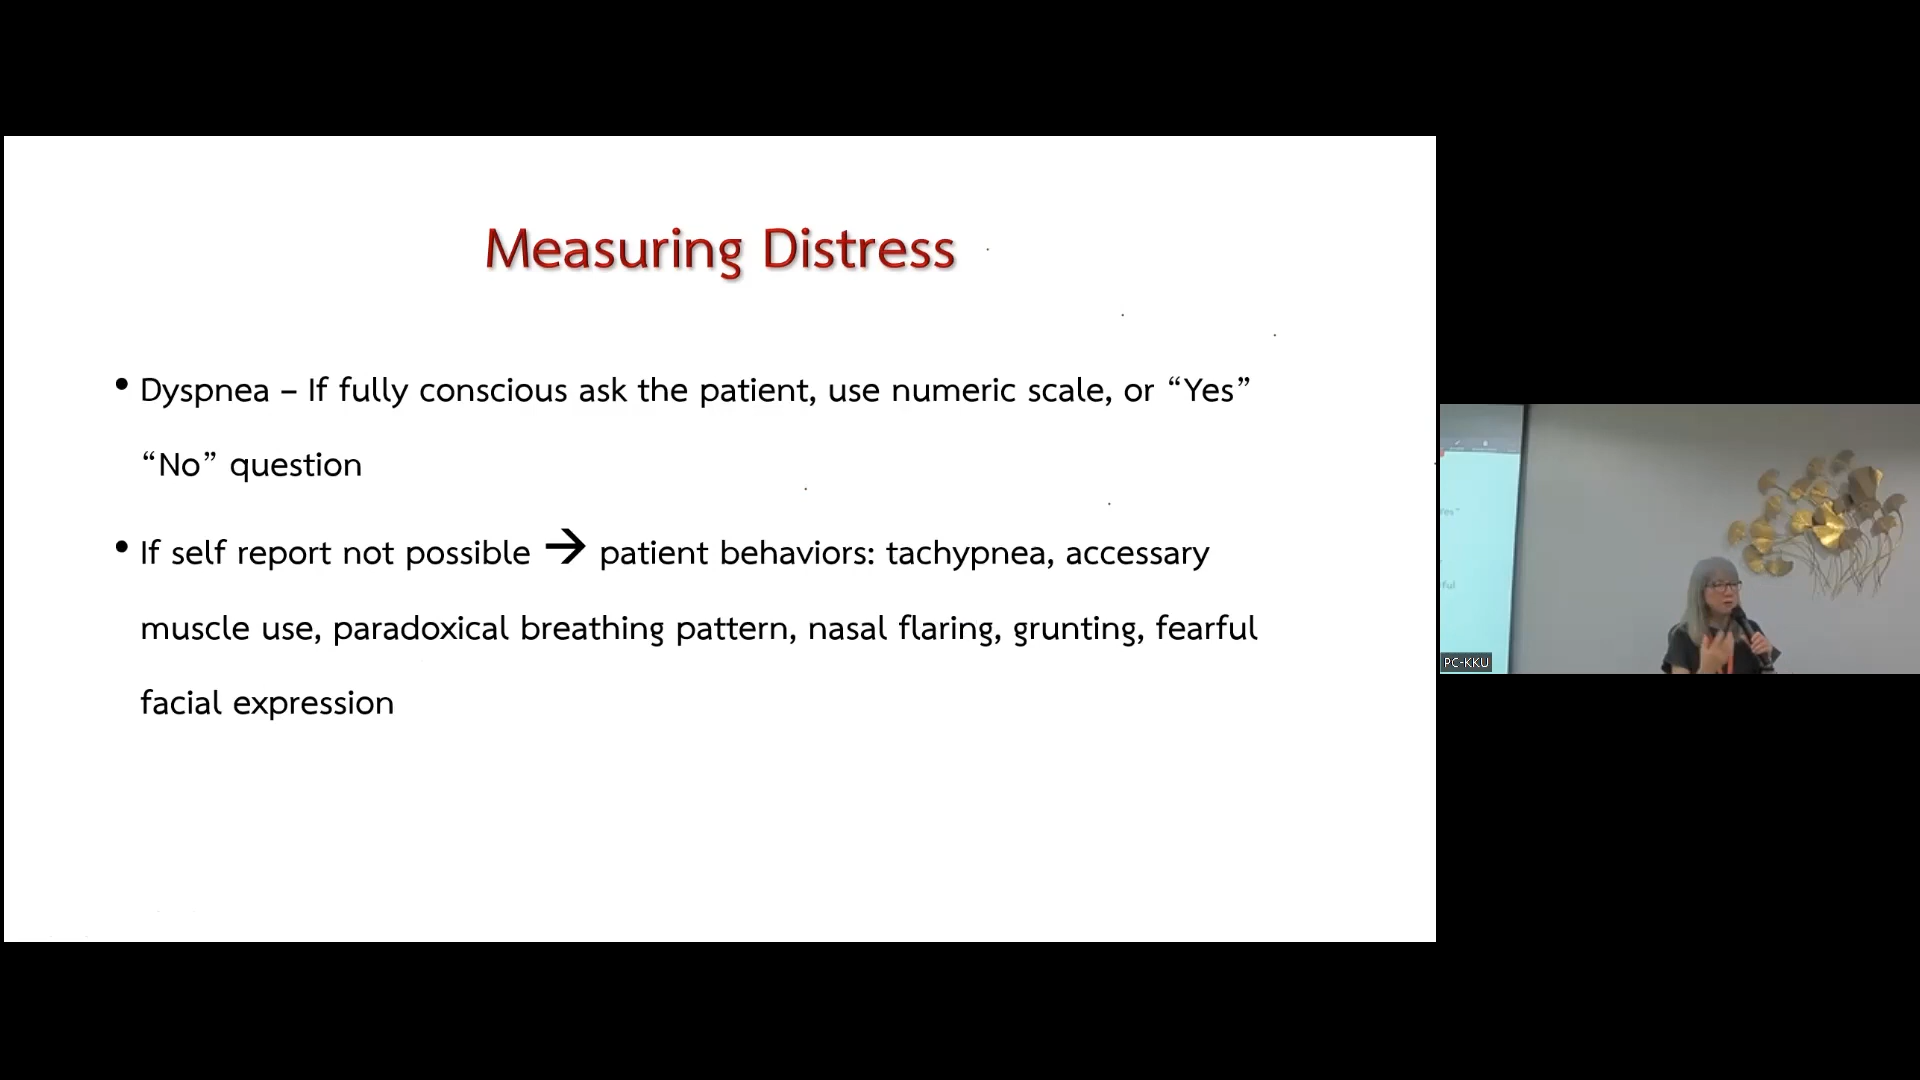 Measuring Distress
• Dyspnea – If fully conscious ask the patient, use numeric scale, or “Yes”
“No” question
• If self report not possible → patient behaviors: tachypnea, accessary
muscle use, paradoxical breathing pattern, nasal flaring, grunting, fearful
facial expression
PC-KKU